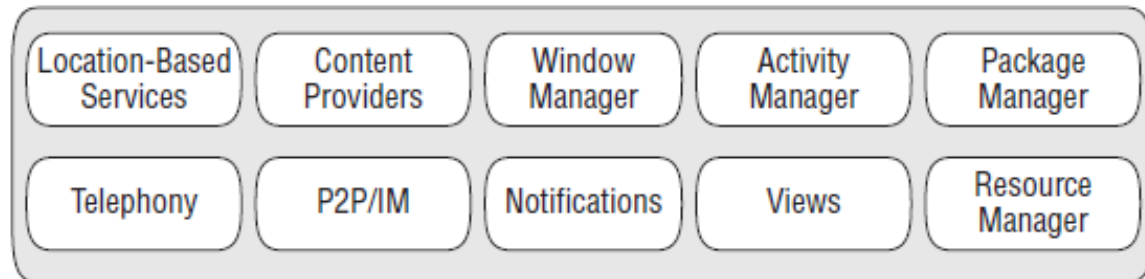 Location-Based
Services
Content
Providers
Window
Manager
Activity
Manager
Package
Manager
Telephony
P2P/IM
Notifications
Views
Resource
Manager